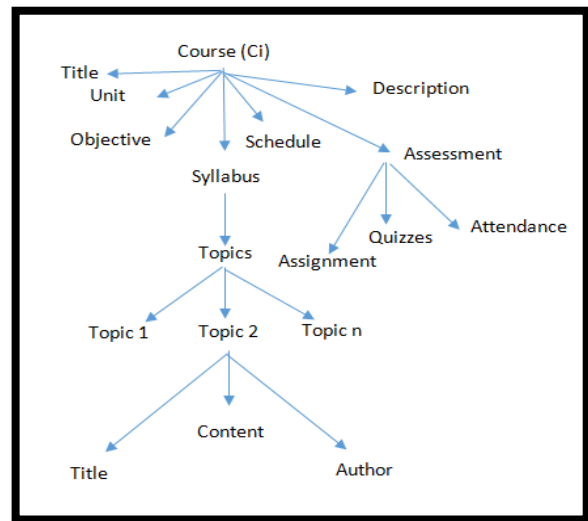 Course (Ci)
Title
Unit
Description
Objective
Schedule
Assessment
Syllabus
Attendance
Quizzes
Topics
Assignment
Topic 1
Topic 2
Topic n
Content
Title
Author